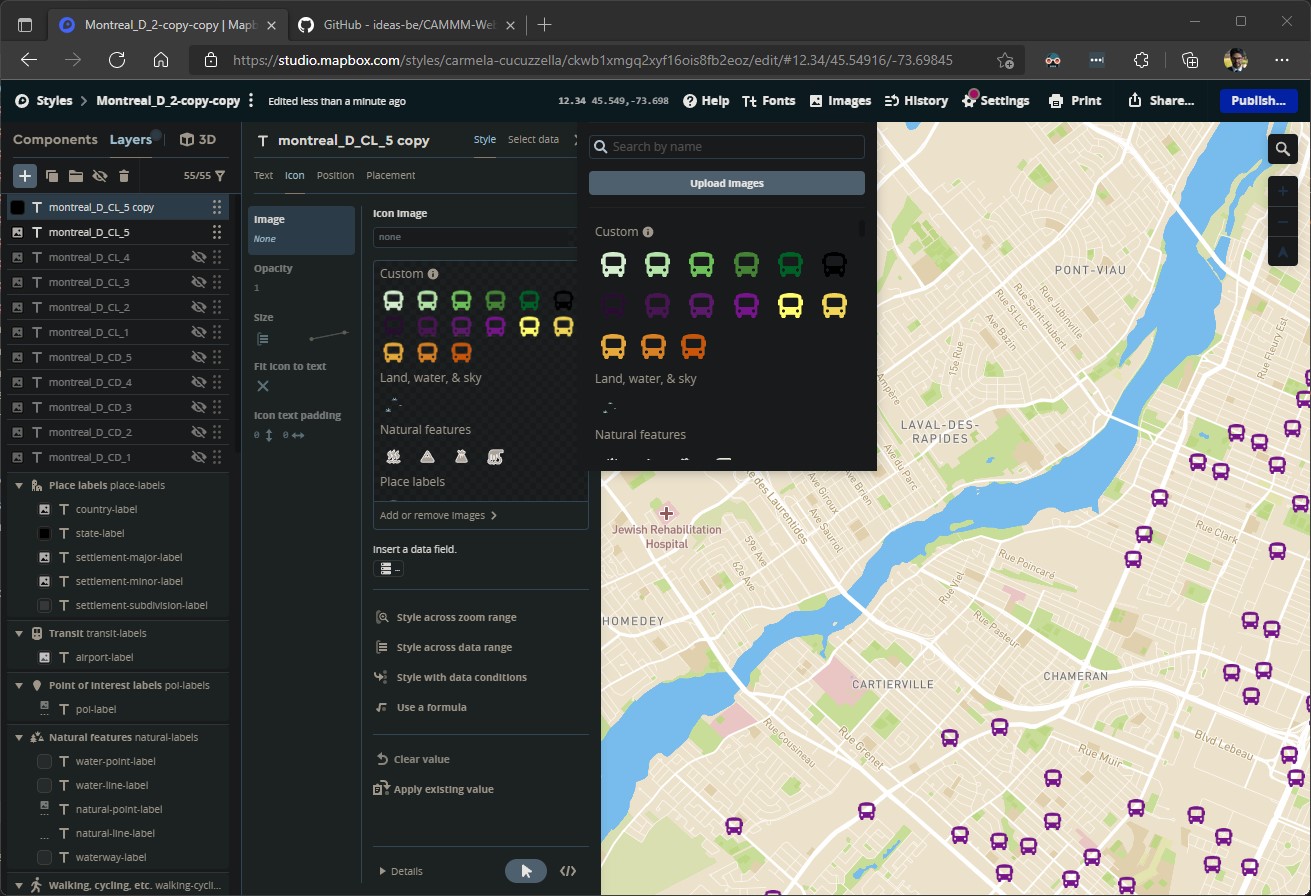 Montreal_D_2-copy-copy | Mapb
GitHub - ideas-be/CAMMM-We
https://studio.mapbox.com/styles/carmela-cucuzzella/ckwb1xmgq2xyf16ois8fb2eoz/edit/#12.34/45.54916/-73.69845
Styles > Montreal_D_2-copy-copy Edited less than a minute ago 12.34 45.549,-73.698 Help Fonts Images History Settings Print Share... Publish...
Components Layers 3D
55/55
montreal_D_CL_5 copy
montreal_D_CL_5
montreal_D_CL_4
montreal_D_CL_3
montreal_D_CL_2
montreal_D_CL_1
montreal_D_CD_5
montreal_D_CD_4
montreal_D_CD_3
montreal_D_CD_2
montreal_D_CD_1
Place labels place-labels
country-label
state-label
settlement-major-label
settlement-minor-label
settlement-subdivision-label
Transit transit-labels
airport-label
Point of interest labels poi-labels
poi-label
Natural features natural-labels
water-point-label
water-line-label
natural-point-label
natural-line-label
waterway-label
Walking, cycling, etc. walking-cycli...
montreal_D_CL_5 copy Style Select data
Text Icon Position Placement
Image
None
Opacity
1
Size
Fit icon to text
Icon text padding
0 0
Icon Image
none
Custom
Land, water, & sky
Natural features
Place labels
Add or remove images
Insert a data field.
Style across zoom range
Style across data range
Style with data conditions
Use a formula
Clear value
Apply existing value
Details
Search by name
Upload images
Custom
Land, water, & sky
Natural features
PONT-VIAU
Rue St Luc
Rue Saint-Hubert
Rue Jubinville
Ave Bazin
15e Rue
Rue Fleury Est
Ampère
LAVAL-DES-
RAPIDES
Ave du Parc
Ave Brien
Ave Giroux
Ave Sauriol
de des Laurentides
59e Ave
62e Ave
Jewish Rehabilitation
Hospital
Rue Clark
Rue Poincaré
Rue Viel
Rue Pasteur
HOMEDEY
CARTIERVILLE
CHAMERAN
Rue Cousineau
Rue Grenet
Rue Muir
Blvd Lebeau